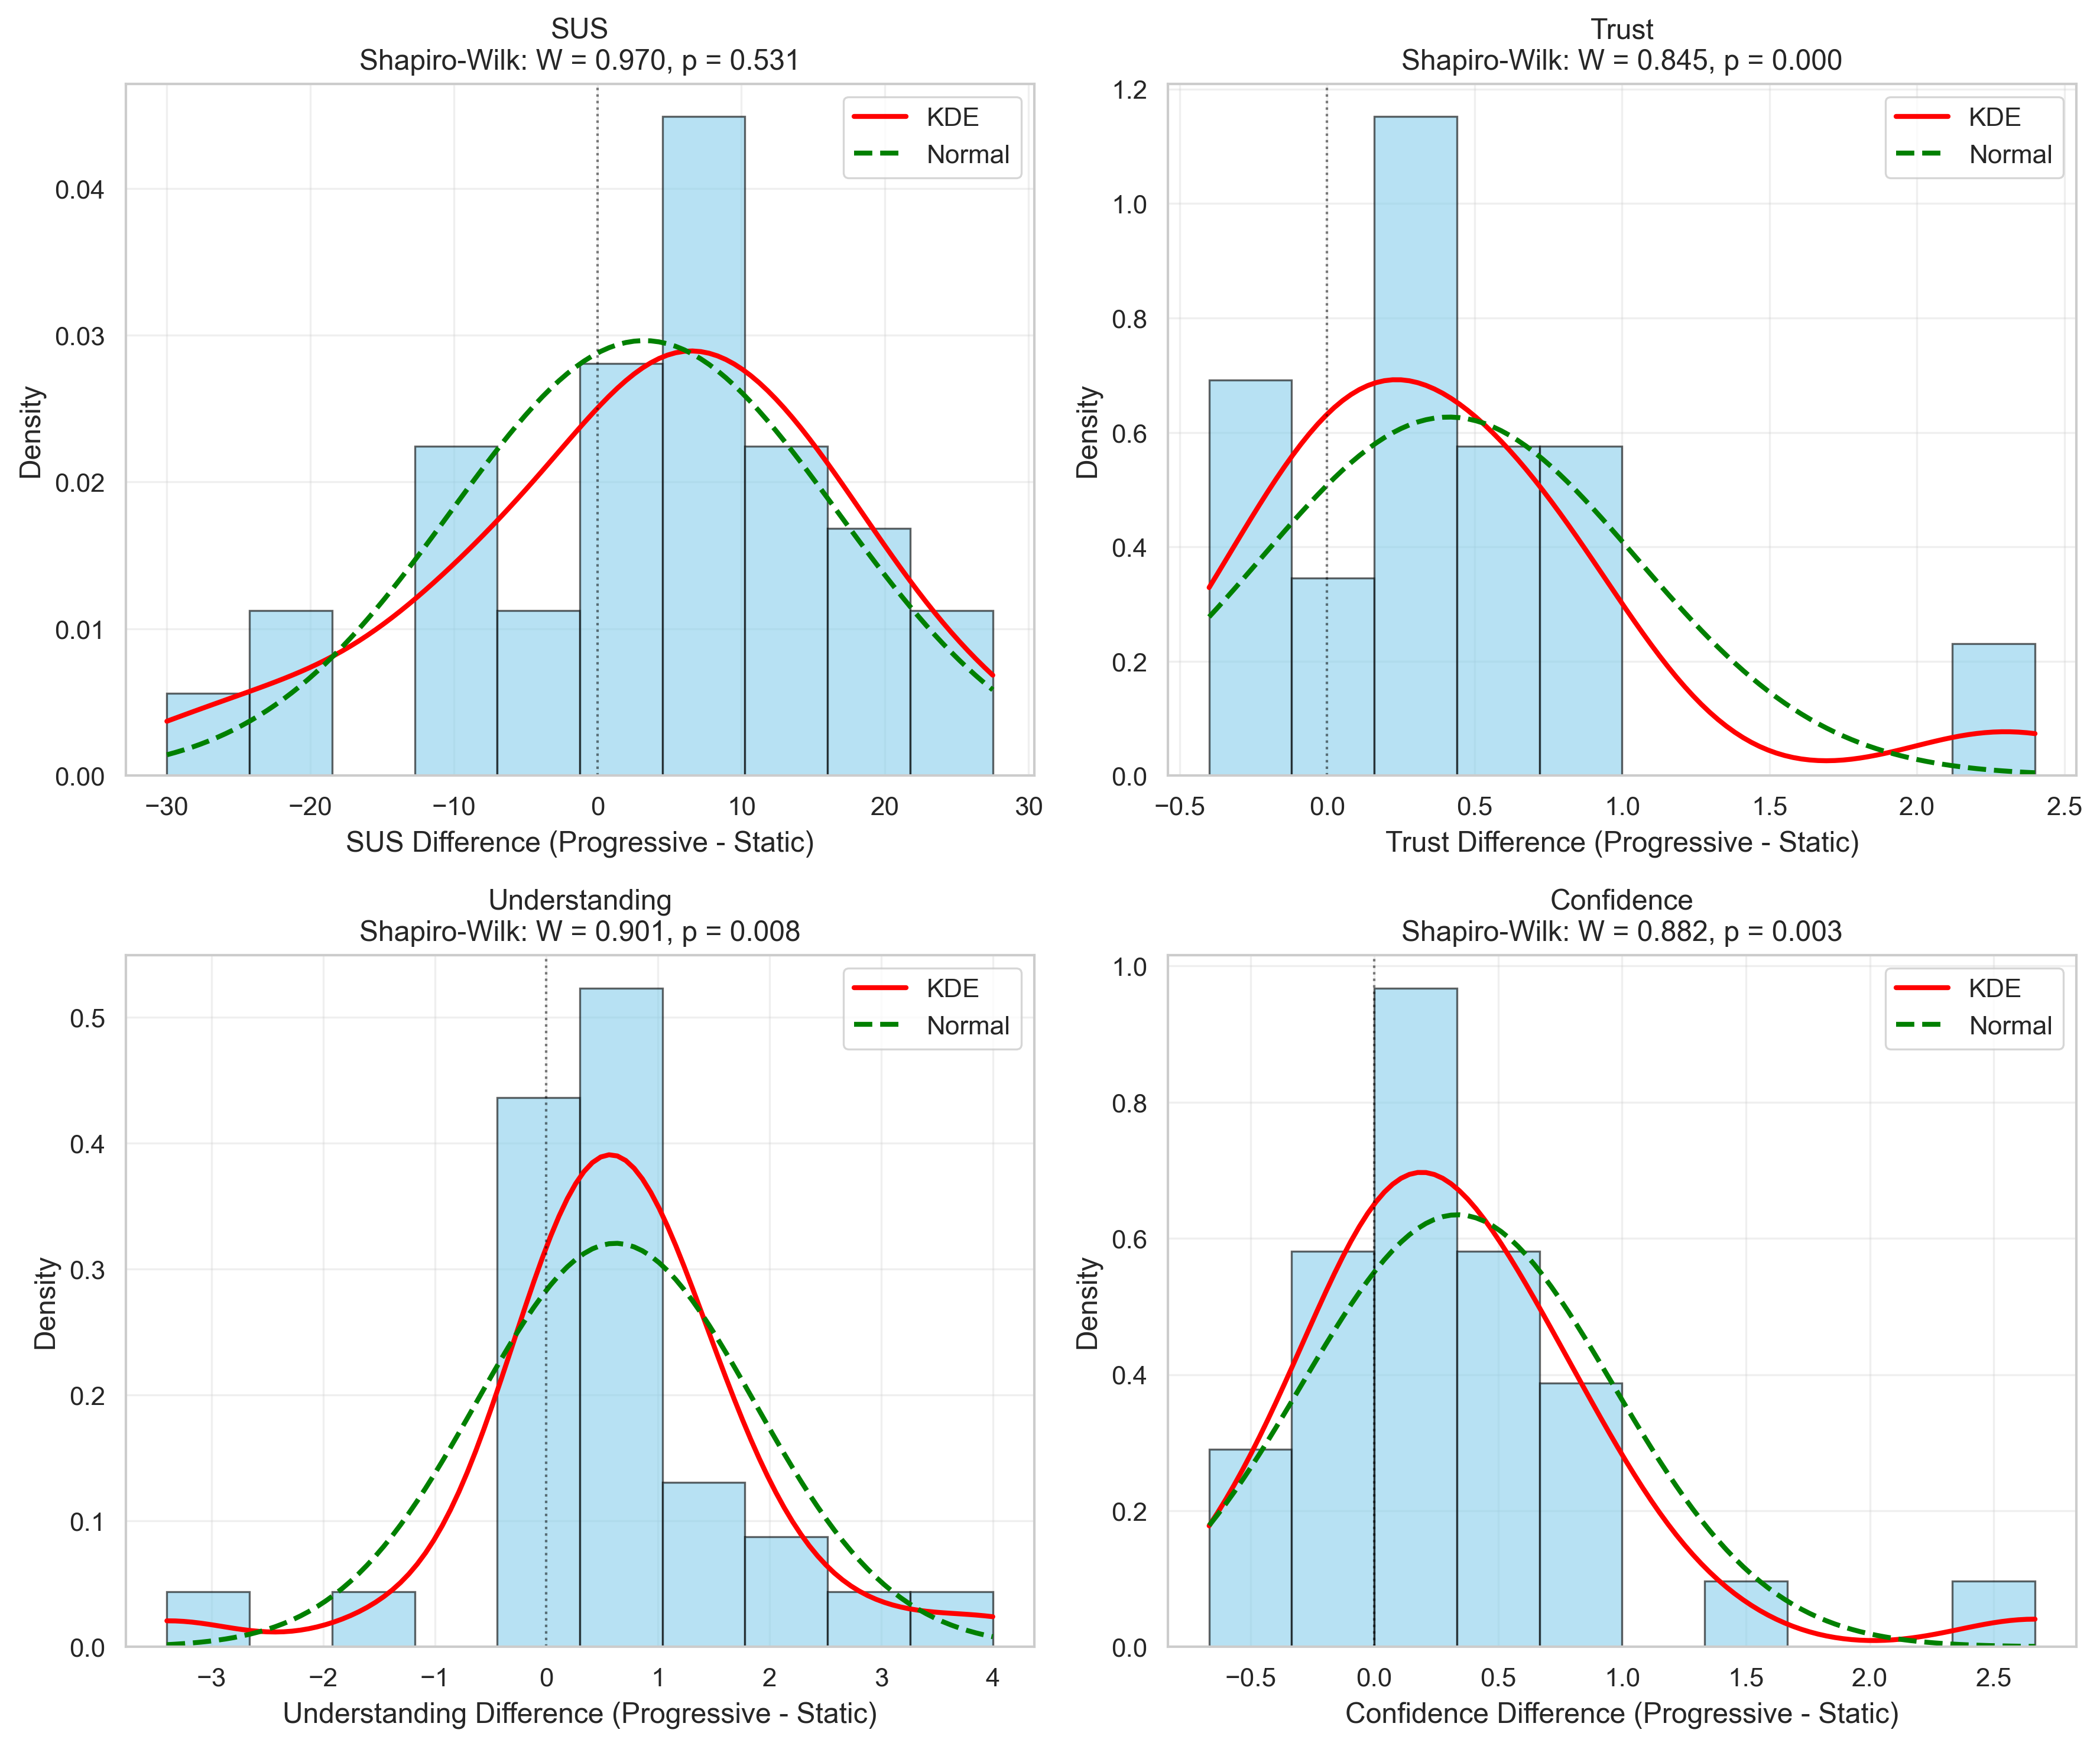 SUS
Shapiro-Wilk: W = 0.970, p = 0.531
KDE
Normal
Density
0.04
0.03
0.02
0.01
0.00
−30 −20 −10 0 10 20 30
SUS Difference (Progressive - Static)
Trust
Shapiro-Wilk: W = 0.845, p = 0.000
KDE
Normal
Density
1.2
1.0
0.8
0.6
0.4
0.2
0.0
−0.5 0.0 0.5 1.0 1.5 2.0 2.5
Trust Difference (Progressive - Static)
Understanding
Shapiro-Wilk: W = 0.901, p = 0.008
KDE
Normal
Density
0.5
0.4
0.3
0.2
0.1
0.0
−3 −2 −1 0 1 2 3 4
Understanding Difference (Progressive - Static)
Confidence
Shapiro-Wilk: W = 0.882, p = 0.003
KDE
Normal
Density
1.0
0.8
0.6
0.4
0.2
0.0
−0.5 0.0 0.5 1.0 1.5 2.0 2.5
Confidence Difference (Progressive - Static)